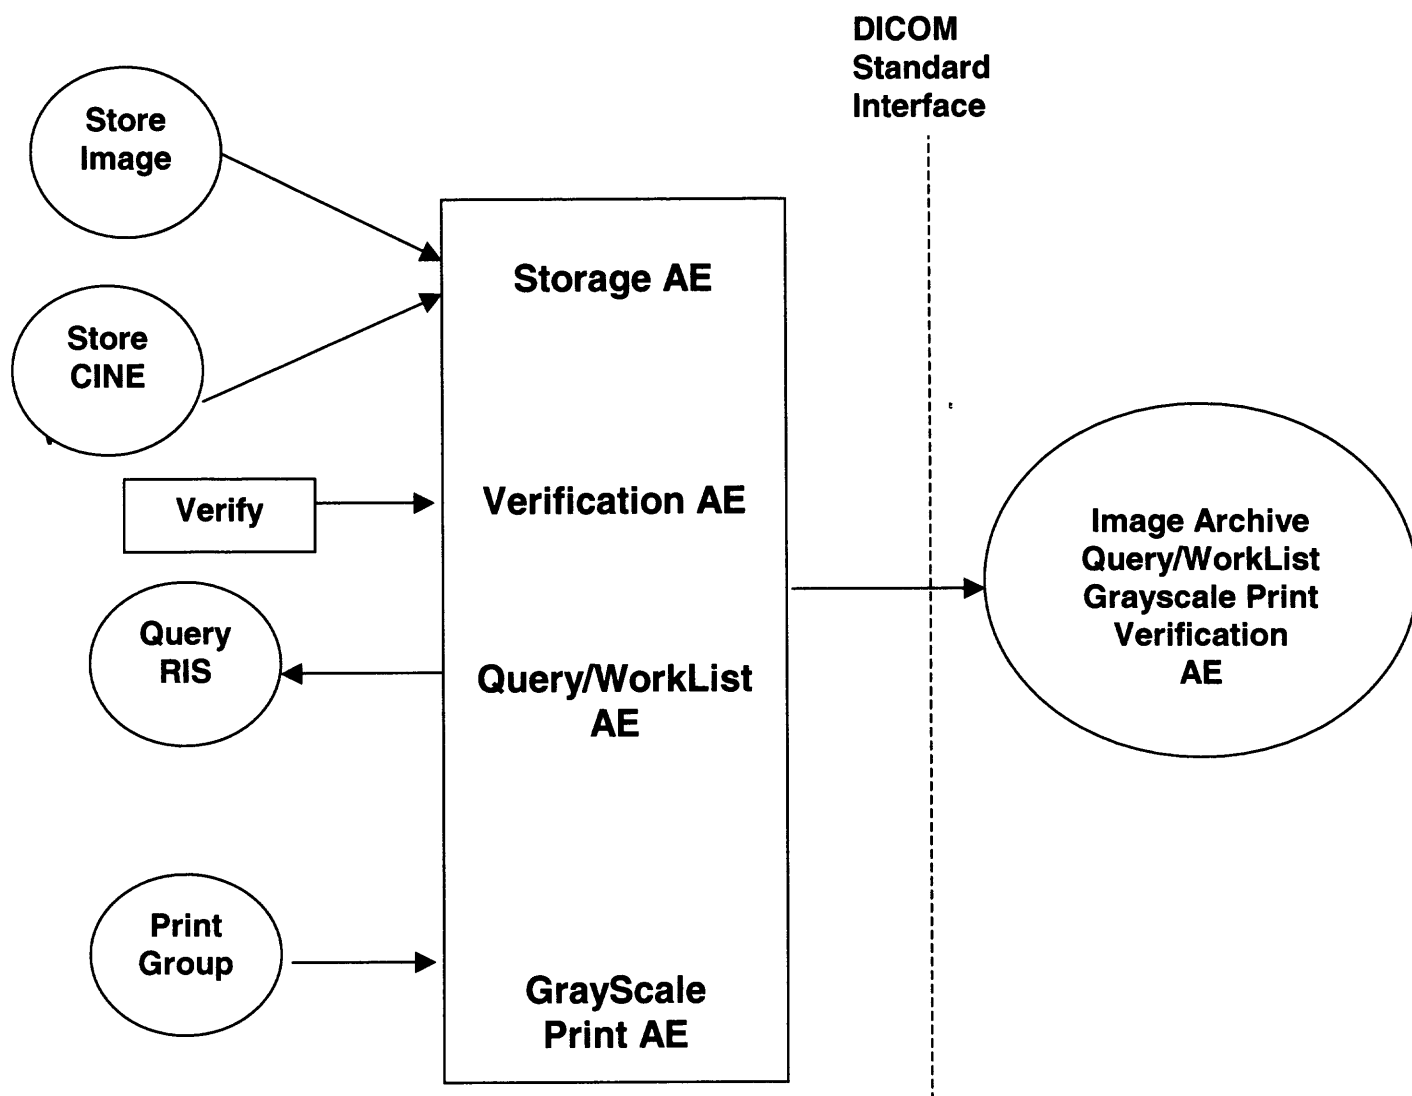 DICOM
Standard
Interface
Store
Image
Storage AE
Store
CINE
Verify
Verification AE
Image Archive
Query/WorkList
Grayscale Print
Verification
AE
Query
RIS
Query/WorkList
AE
Print
Group
GrayScale
Print AE